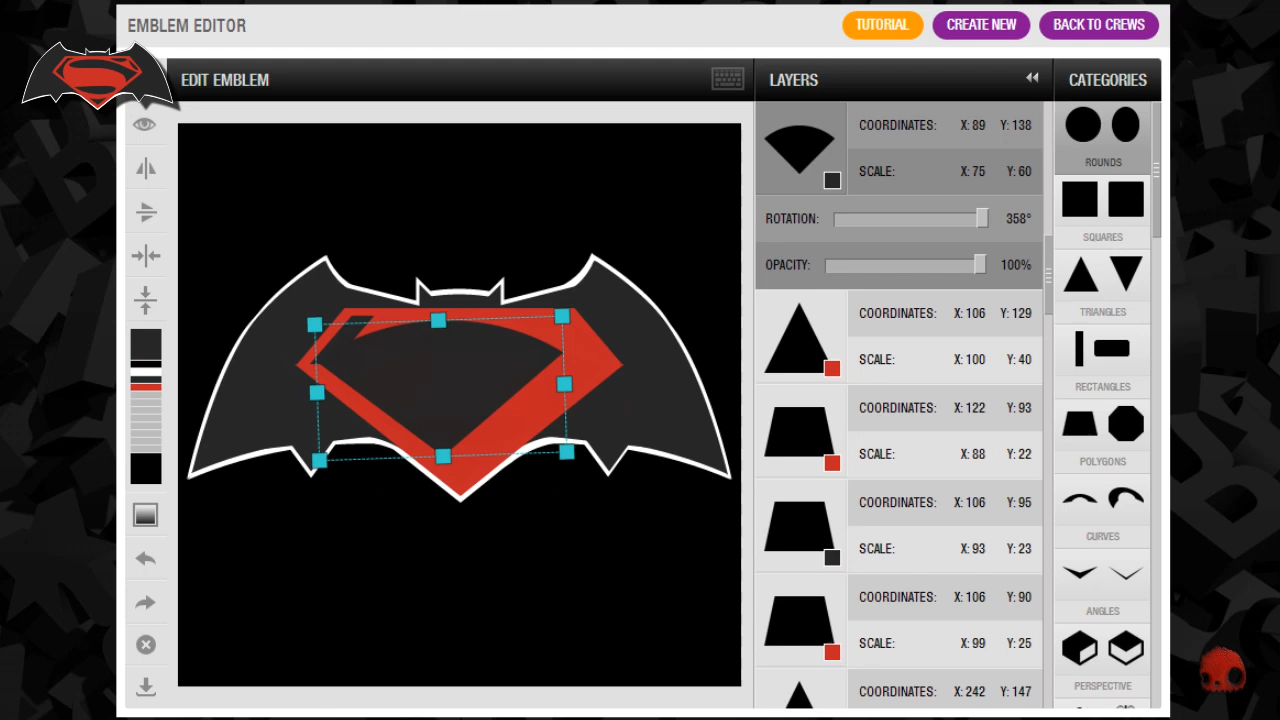 EMBLEM EDITOR
TUTORIAL
CREATE NEW
BACK TO CREWS
EDIT EMBLEM
LAYERS
CATEGORIES
COORDINATES: X: 89 Y: 138
SCALE: X: 75 Y: 60
ROTATION: 358°
OPACITY: 100%
COORDINATES: X: 106 Y: 129
SCALE: X: 100 Y: 40
COORDINATES: X: 122 Y: 93
SCALE: X: 88 Y: 22
COORDINATES: X: 106 Y: 95
SCALE: X: 93 Y: 23
COORDINATES: X: 106 Y: 90
SCALE: X: 99 Y: 25
COORDINATES: X: 242 Y: 147
ROUNDS
SQUARES
TRIANGLES
RECTANGLES
POLYGONS
CURVES
ANGLES
PERSPECTIVE